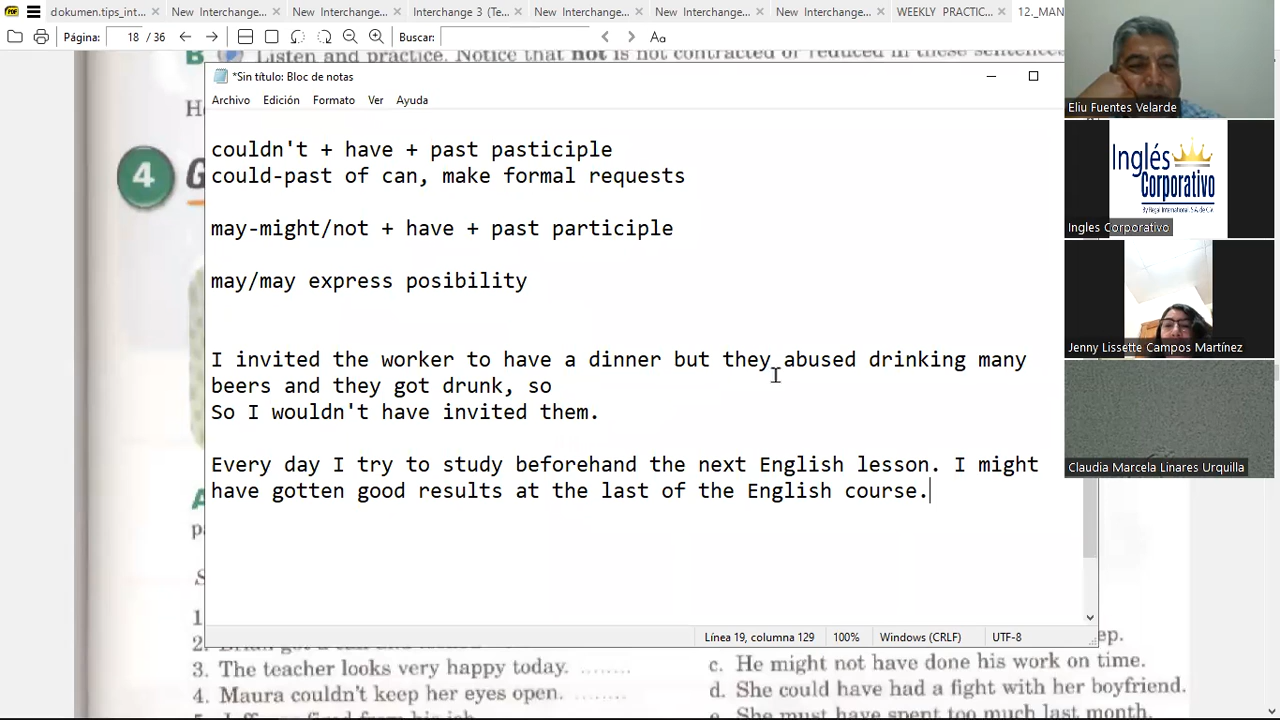 dokumen.tips_int...
New Interchange...
New Interchange...
Interchange 3 (Te...
New Interchange...
New Interchange...
New Interchange...
WEEKLY PRACTIC...
12._MAN
Página: 18 / 36 Buscar: Aa
B Listen and practice. Notice that not is not contracted or reduced in these sentences
*Sin título: Bloc de notas
Archivo Edición Formato Ver Ayuda
He
4 G
couldn't + have + past pasticiple
could-past of can, make formal requests
may-might/not + have + past participle
may/may express posibility
I invited the worker to have a dinner but they abused drinking many
beers and they got drunk, so
So I wouldn't have invited them.
Every day I try to study beforehand the next English lesson. I might
have gotten good results at the last of the English course.
A
pa
S
1
Línea 19, columna 129 100% Windows (CRLF) UTF-8
2. ep.
3. The teacher looks very happy today. ........ c. He might not have done his work on time.
4. Maura couldn't keep her eyes open. ........ d. She could have had a fight with her boyfriend.
e. She must have spent too much last month.
Eliu Fuentes Velarde
Inglés
Corporativo
Ingles Corporativo
Jenny Lissette Campos Martínez
Claudia Marcela Linares Urquilla